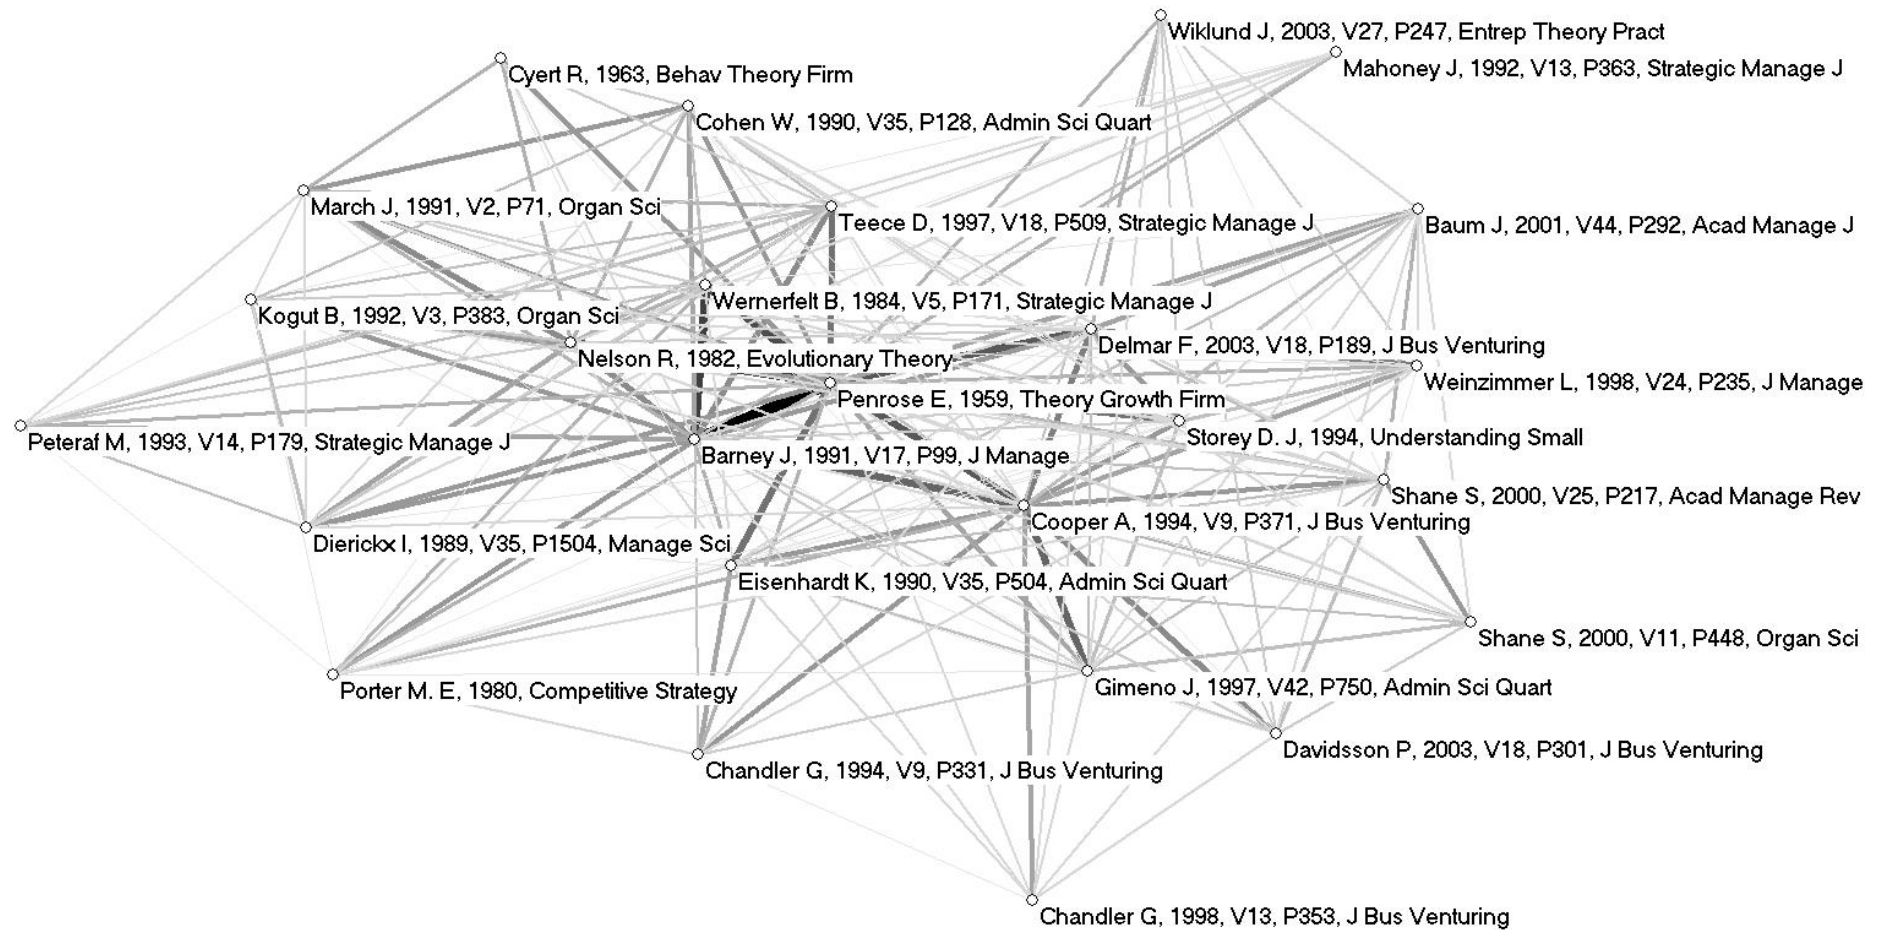 Wiklund J, 2003, V27, P247, Entrep Theory Pract
Mahoney J, 1992, V13, P363, Strategic Manage J
Cyert R, 1963, Behav Theory Firm
Cohen W, 1990, V35, P128, Admin Sci Quart
March J, 1991, V2, P71, Organ Sci
Teece D, 1997, V18, P509, Strategic Manage J
Baum J, 2001, V44, P292, Acad Manage J
Wernerfelt B, 1984, V5, P171, Strategic Manage J
Kogut B, 1992, V3, P383, Organ Sci
Delmar F, 2003, V18, P189, J Bus Venturing
Nelson R, 1982, Evolutionary Theory
Weinzimmer L, 1998, V24, P235, J Manage
Penrose E, 1959, Theory Growth Firm
Storey D. J, 1994, Understanding Small
Peteraf M, 1993, V14, P179, Strategic Manage J
Barney J, 1991, V17, P99, J Manage
Shane S, 2000, V25, P217, Acad Manage Rev
Cooper A, 1994, V9, P371, J Bus Venturing
Dierickx I, 1989, V35, P1504, Manage Sci
Eisenhardt K, 1990, V35, P504, Admin Sci Quart
Shane S, 2000, V11, P448, Organ Sci
Gimeno J, 1997, V42, P750, Admin Sci Quart
Porter M. E, 1980, Competitive Strategy
Davidsson P, 2003, V18, P301, J Bus Venturing
Chandler G, 1994, V9, P331, J Bus Venturing
Chandler G, 1998, V13, P353, J Bus Venturing